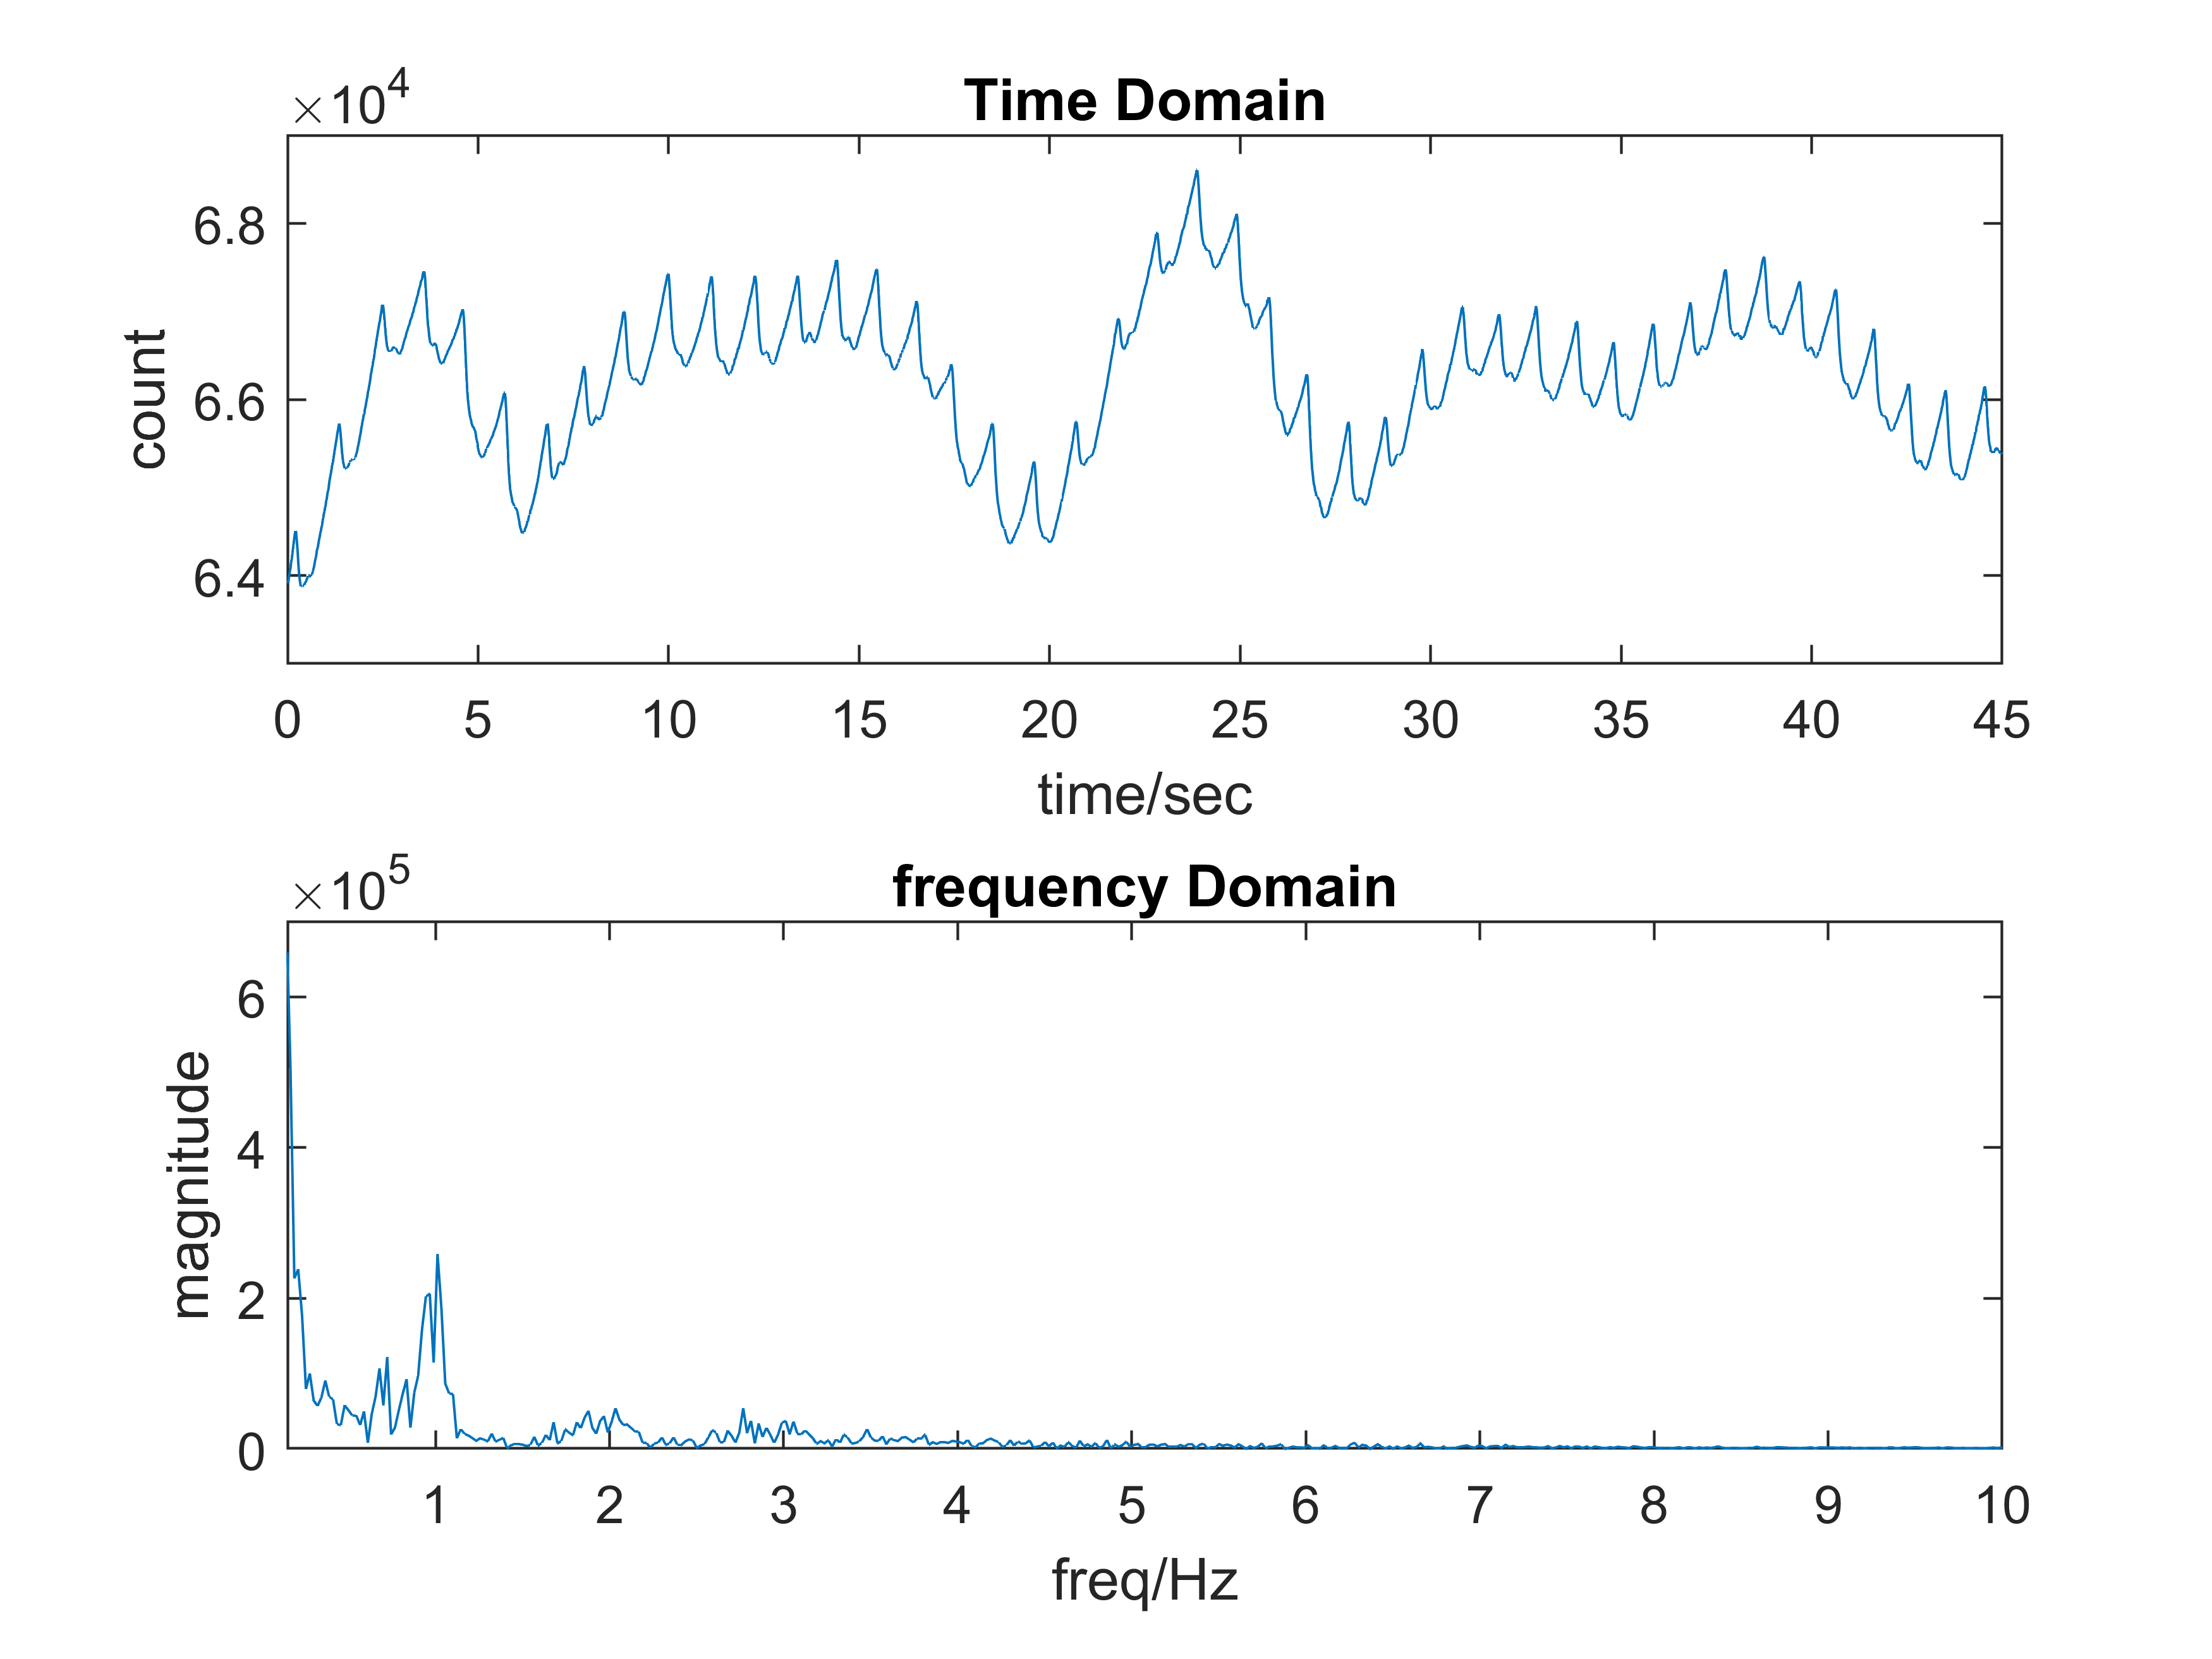 Time Domain
×10^4
6.8
6.6
6.4
count
0 5 10 15 20 25 30 35 40 45
time/sec
frequency Domain
×10^5
6
4
2
0
magnitude
1 2 3 4 5 6 7 8 9 10
freq/Hz